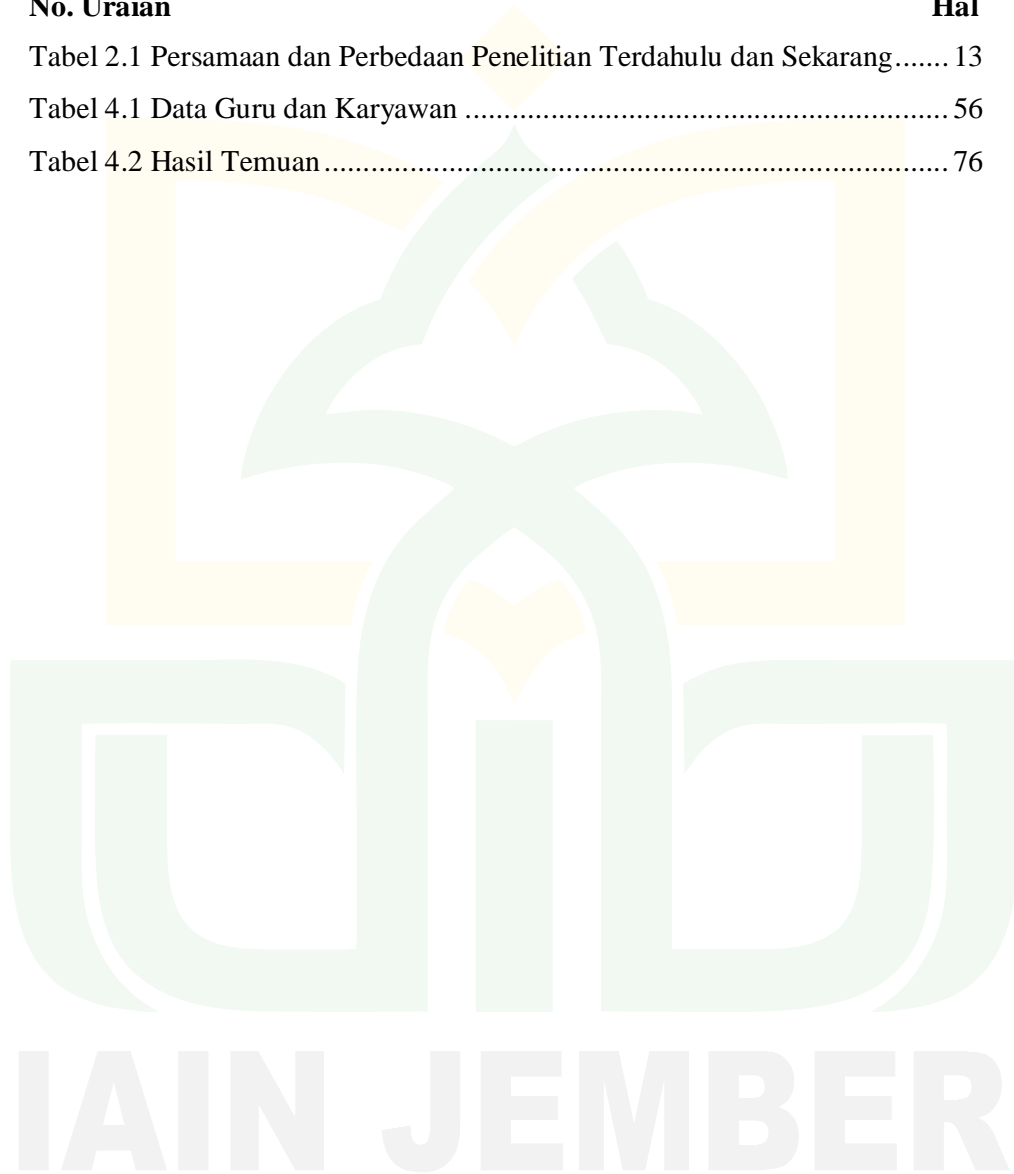 No. Uraian Hal
Tabel 2.1 Persamaan dan Perbedaan Penelitian Terdahulu dan Sekarang....... 13
Tabel 4.1 Data Guru dan Karyawan .............................................................. 56
Tabel 4.2 Hasil Temuan ................................................................................ 76
IAIN JEMBER